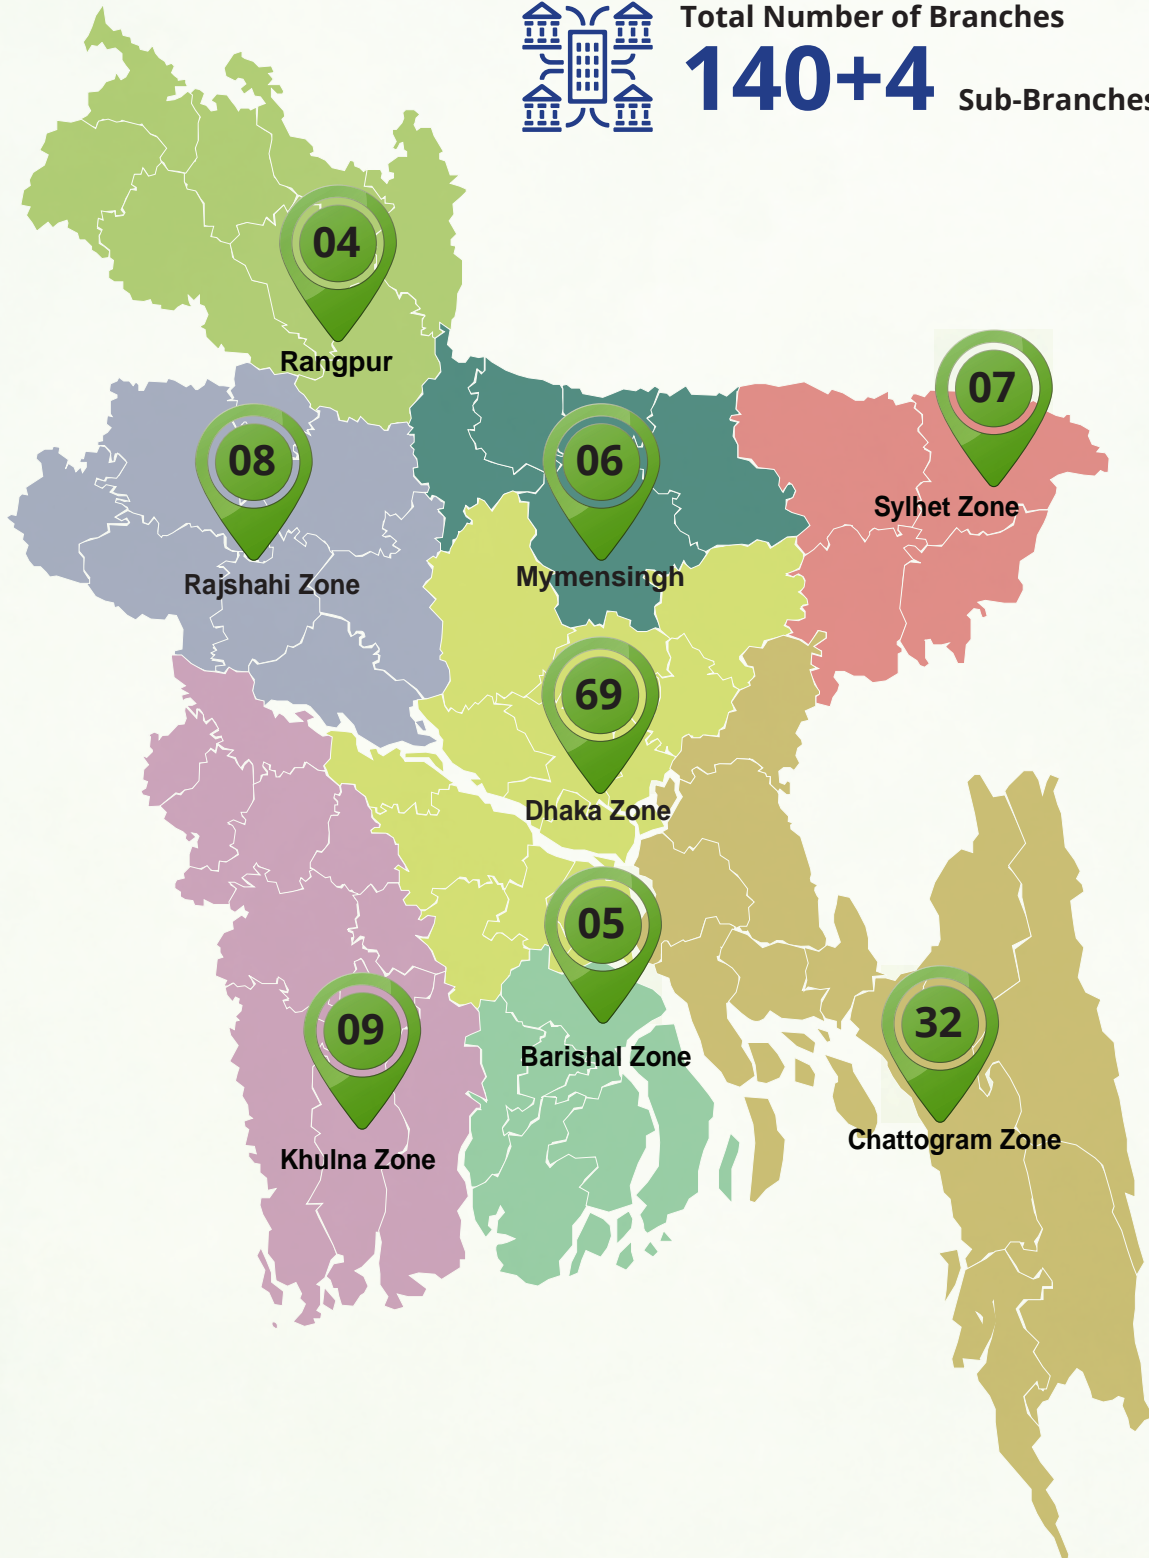 Total Number of Branches
140+4 Sub-Branches
04
Rangpur
07
Sylhet Zone
08
Rajshahi Zone
06
Mymensingh
69
Dhaka Zone
05
Barishal Zone
09
Khulna Zone
32
Chattogram Zone